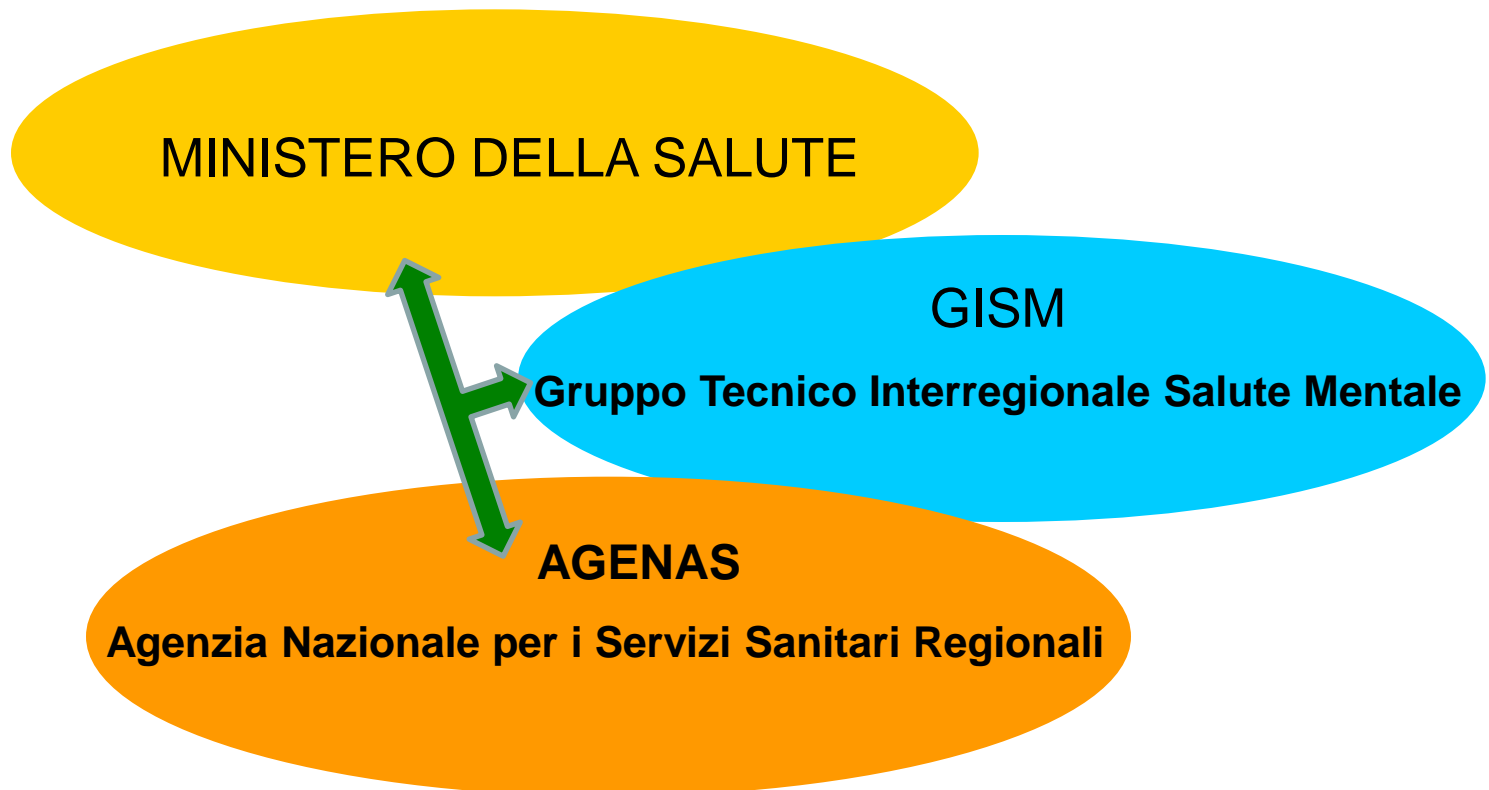 MINISTERO DELLA SALUTE
GISM
Gruppo Tecnico Interregionale Salute Mentale
AGENAS
Agenzia Nazionale per i Servizi Sanitari Regionali